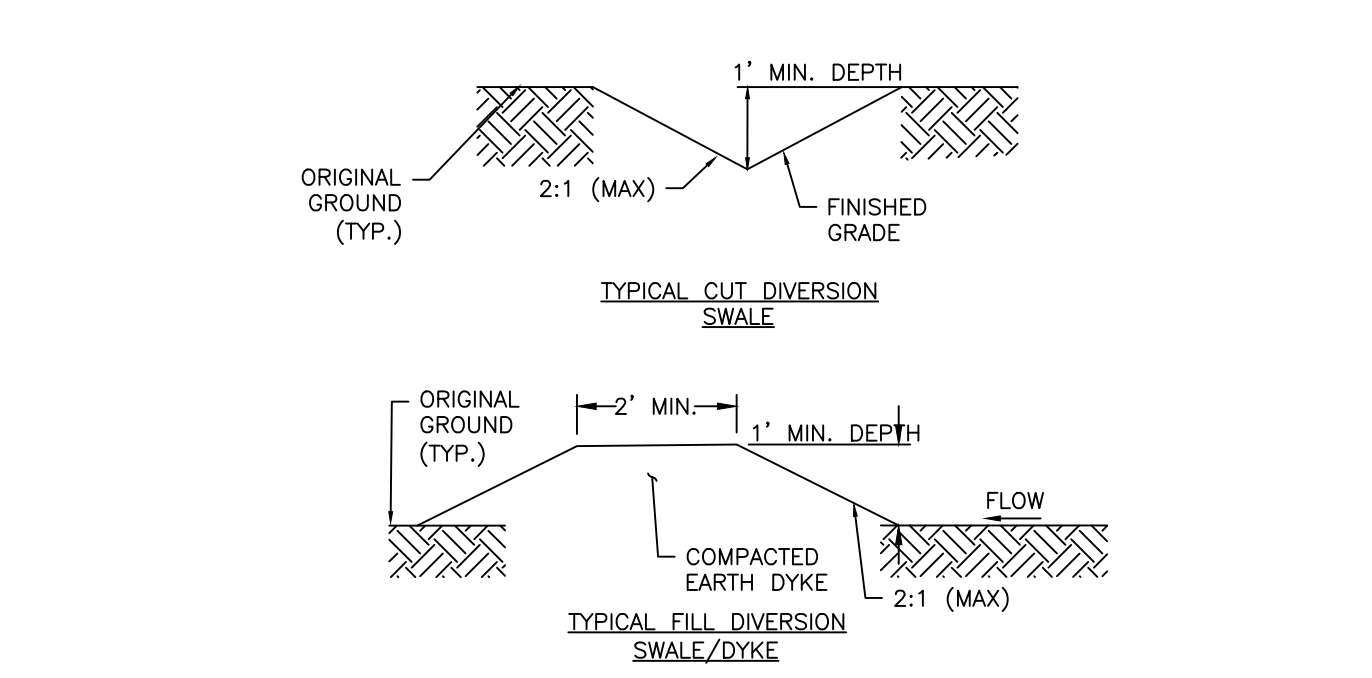 1' MIN. DEPTH
ORIGINAL
GROUND
(TYP.)
2:1 (MAX)
FINISHED
GRADE
TYPICAL CUT DIVERSION
SWALE
ORIGINAL
GROUND
(TYP.)
2' MIN.
1' MIN. DEPTH
FLOW
COMPACTED
EARTH DYKE
2:1 (MAX)
TYPICAL FILL DIVERSION
SWALE/DYKE